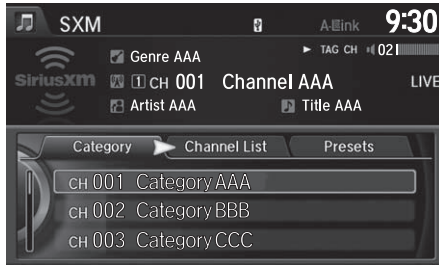 SXM A-Link 9:30
Genre AAA ► TAG CH 021
SiriusXM 1 CH 001 Channel AAA LIVE
Artist AAA Title AAA
Category Channel List Presets
CH 001 Category AAA
CH 002 Category BBB
CH 003 Category CCC